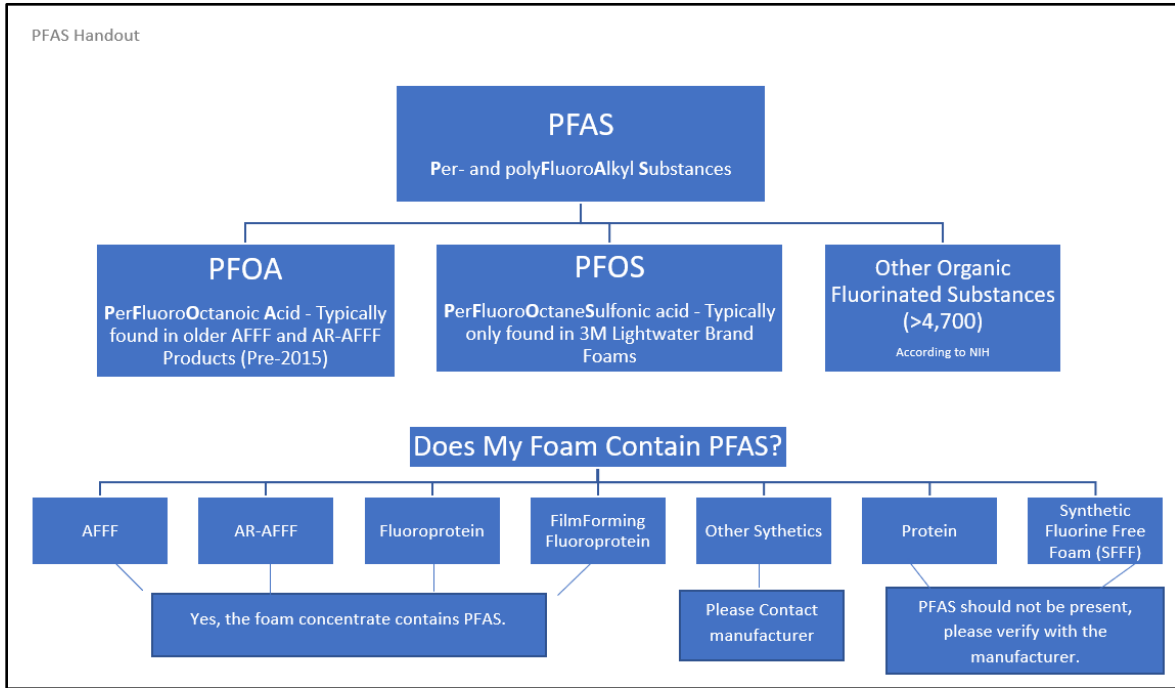 PFAS Handout
PFAS
Per- and polyFluoroAlkyl Substances
PFOA
PerFluoroOctanoic Acid - Typically
found in older AFFF and AR-AFFF
Products (Pre-2015)
PFOS
PerFluoroOctaneSulfonic acid - Typically
only found in 3M Lightwater Brand
Foams
Other Organic
Fluorinated Substances
(>4,700)
According to NIH
Does My Foam Contain PFAS?
AFFF
AR-AFFF
Fluoroprotein
FilmForming
Fluoroprotein
Other Sythetics
Protein
Synthetic
Fluorine Free
Foam (SFFF)
Yes, the foam concentrate contains PFAS.
Please Contact
manufacturer
PFAS should not be present,
please verify with the
manufacturer.